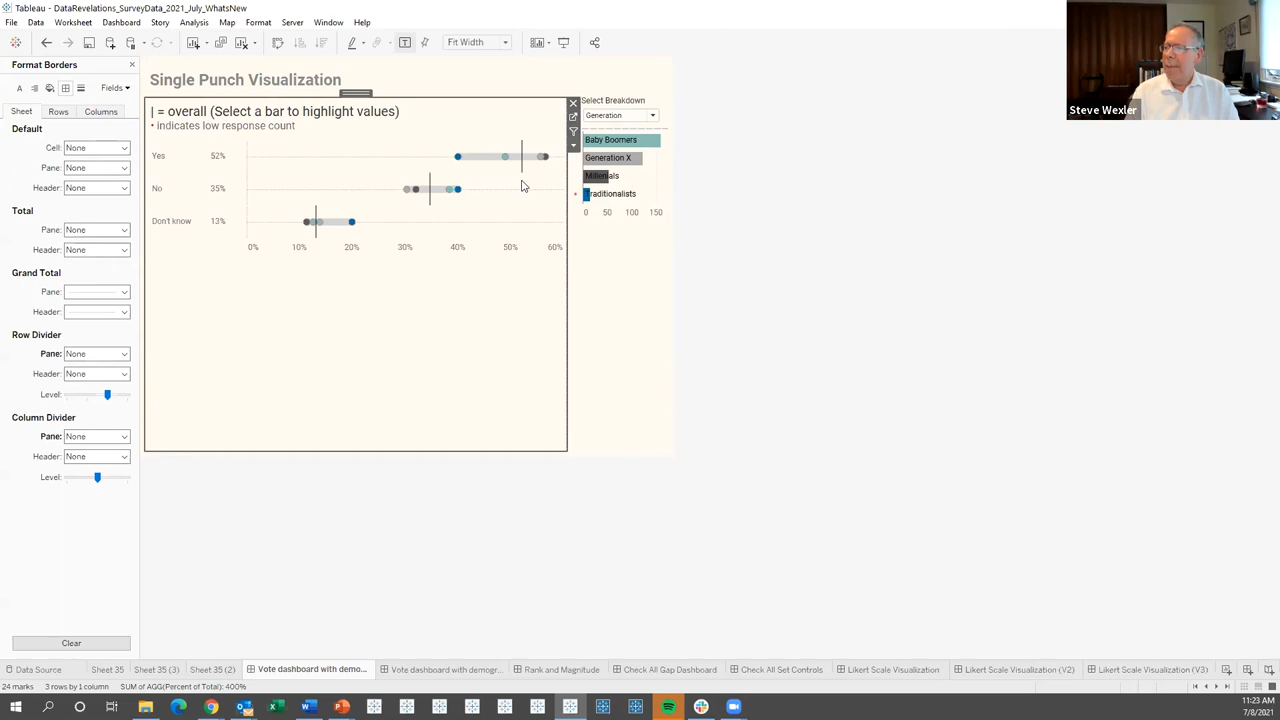 Tableau - DataRevelations_SurveyData_2021_July_WhatsNew
File Data Worksheet Dashboard Story Analysis Map Format Server Window Help
Fit Width
Steve Wexler
Format Borders
Fields
Sheet Rows Columns
Default
Cell: None
Pane: None
Header: None
Total
Pane: None
Header: None
Grand Total
Pane:
Header:
Row Divider
Pane: None
Header: None
Level:
Column Divider
Pane: None
Header: None
Level:
Clear
Single Punch Visualization
| = overall (Select a bar to highlight values)
• indicates low response count
Yes 52%
No 35%
Don't know 13%
0% 10% 20% 30% 40% 50% 60%
Select Breakdown
Generation
Baby Boomers
Generation X
Millenials
Traditionalists
0 50 100 150
Data Source Sheet 35 Sheet 35 (3) Sheet 35 (2) Vote dashboard with demo... Vote dashboard with demogr... Rank and Magnitude Check All Gap Dashboard Check All Set Controls Likert Scale Visualization Likert Scale Visualization (V2) Likert Scale Visualization (V3)
24 marks 3 rows by 1 column SUM of AGG(Percent of Total): 400%
11:23 AM
7/8/2021